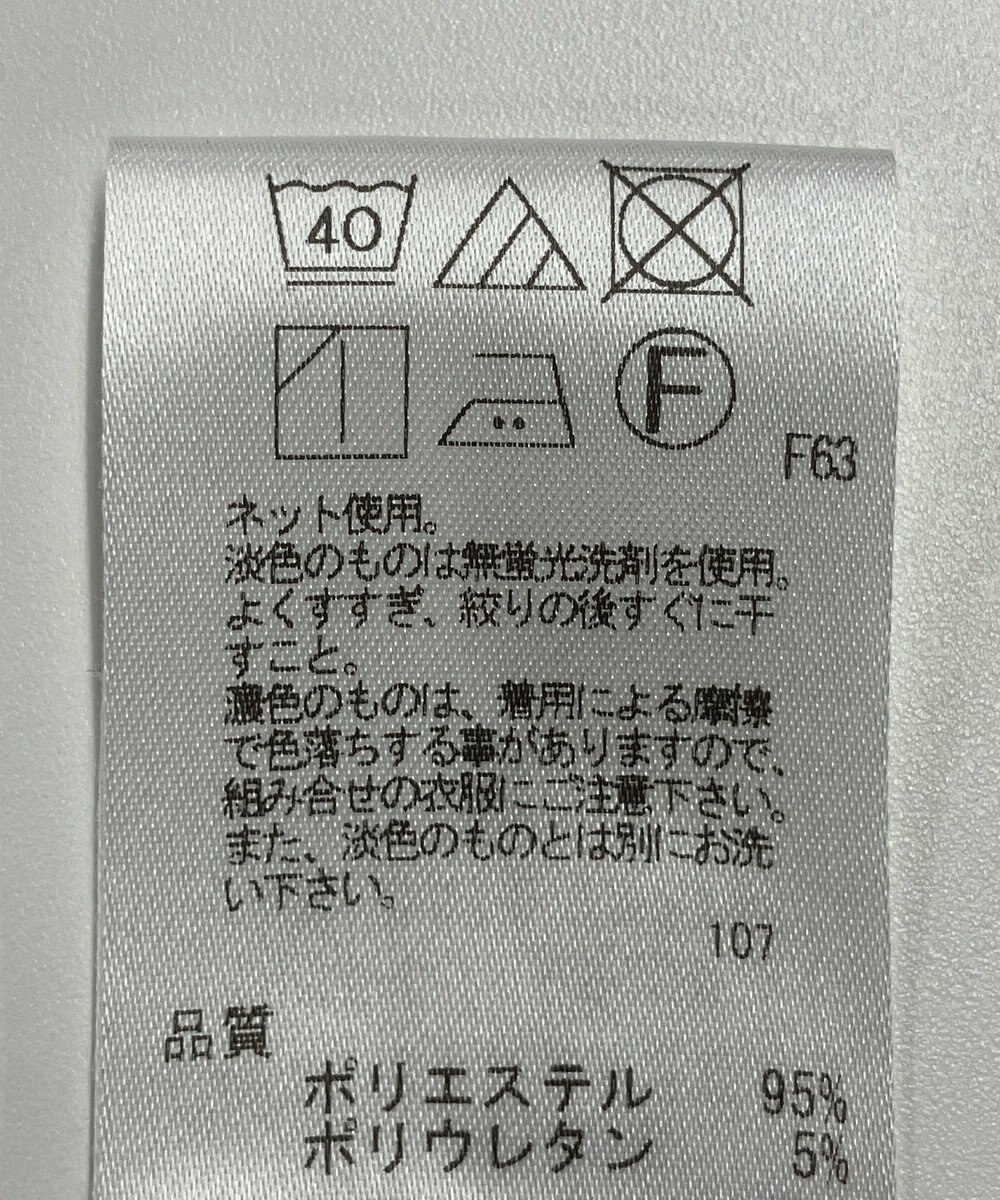 40
F
F63
ネット使用。
淡色のものは無蛍光洗剤を使用。
よくすすぎ、絞りの後すぐに干
すこと。
濃色のものは、着用による摩擦
で色落ちする事がありますので、
組み合せの衣服にご注意下さい。
また、淡色のものとは別にお洗
い下さい。
107
品質
ポリエステル 95%
ポリウレタン 5%